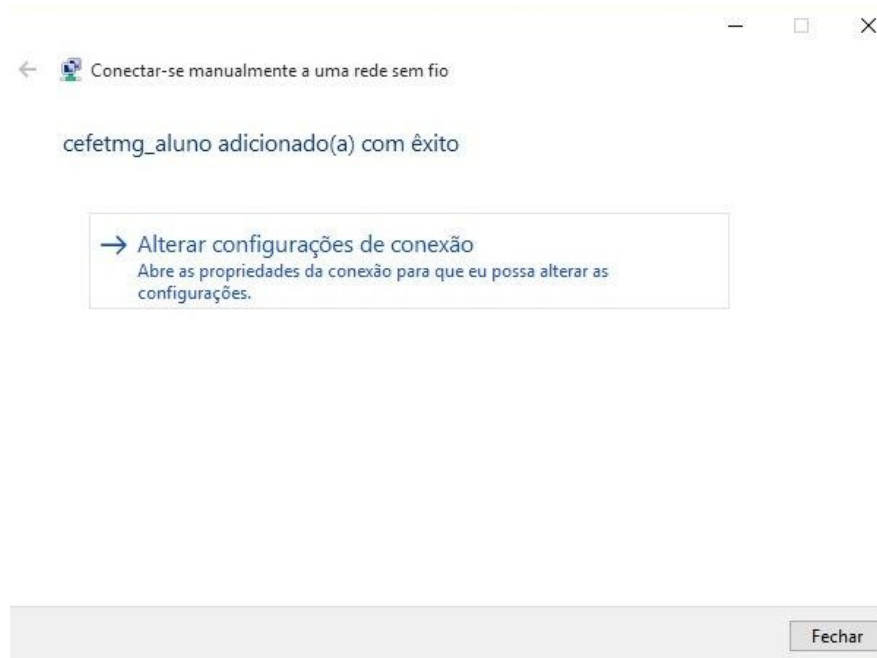 Conectar-se manualmente a uma rede sem fio
cefetmg_aluno adicionado(a) com êxito
Alterar configurações de conexão
Abre as propriedades da conexão para que eu possa alterar as
configurações.
Fechar